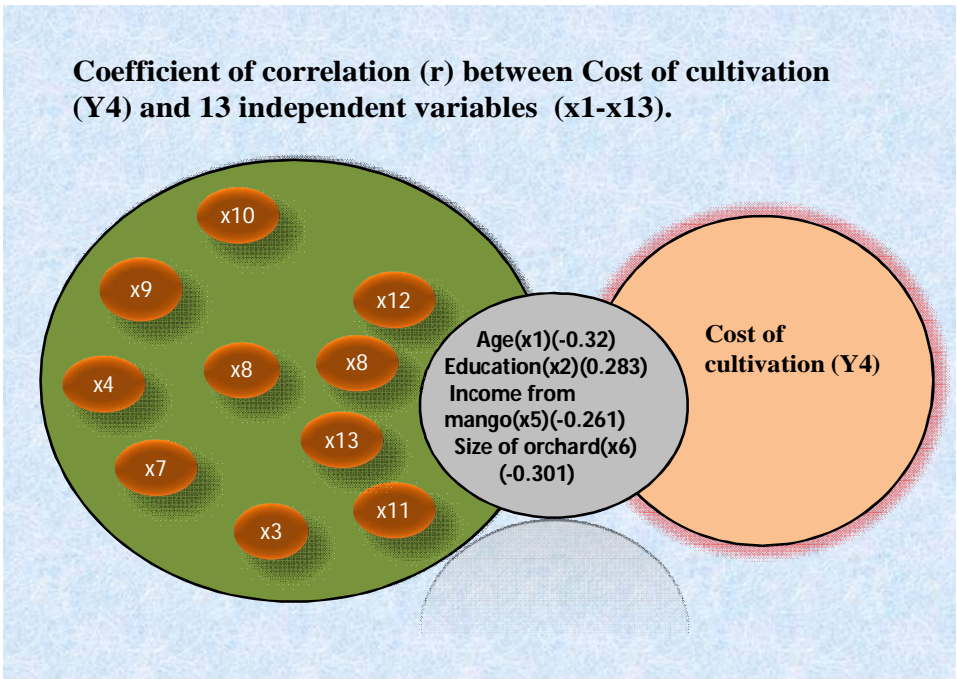 Coefficient of correlation (r) between Cost of cultivation
(Y4) and 13 independent variables (x1-x13).
x10
x9
x12
x8
x8
x4
x13
x7
x11
x3
Age(x1)(-0.32)
Education(x2)(0.283)
Income from
mango(x5)(-0.261)
Size of orchard(x6)
(-0.301)
Cost of
cultivation (Y4)